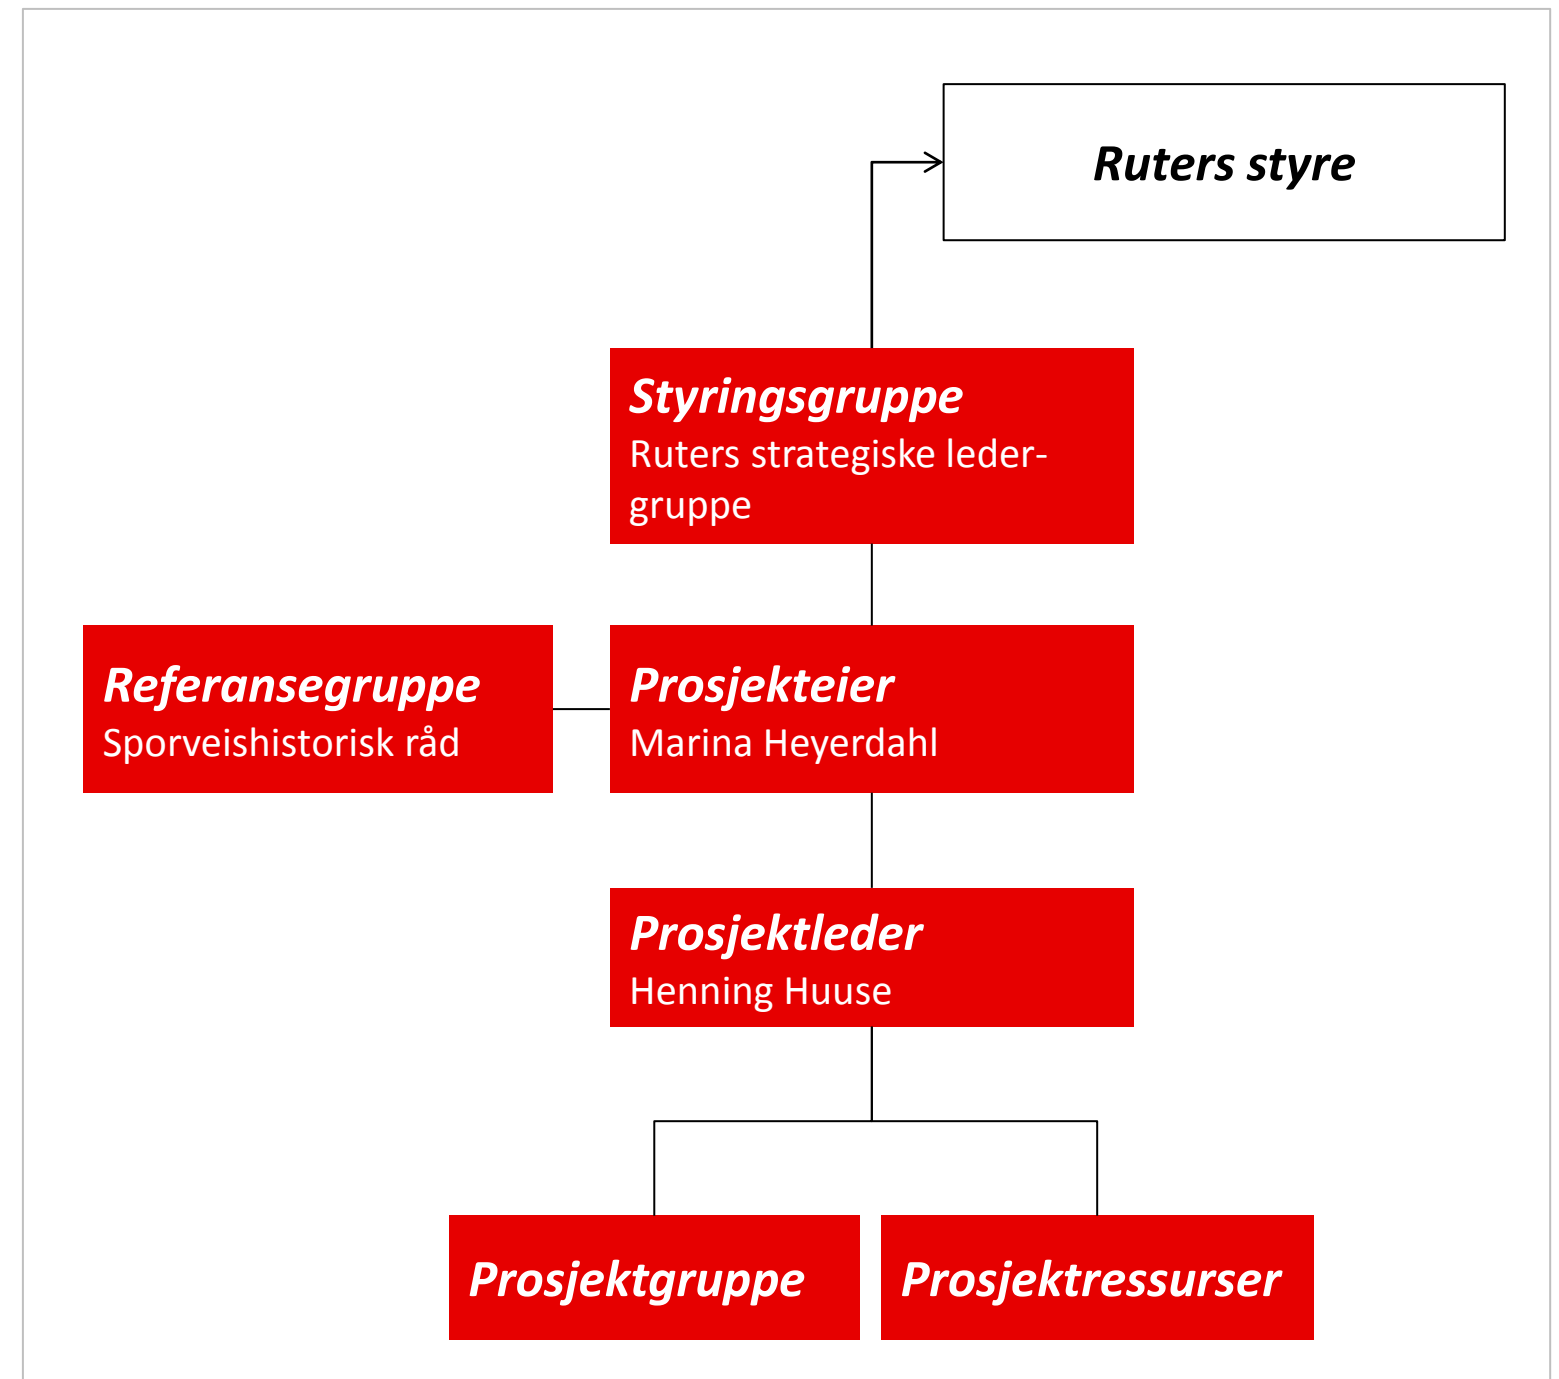 Ruters styre
Styringsgruppe
Ruters strategiske leder-
gruppe
Referansegruppe
Sporveishistorisk råd
Prosjekteier
Marina Heyerdahl
Prosjektleder
Henning Huuse
Prosjektgruppe
Prosjektressurser